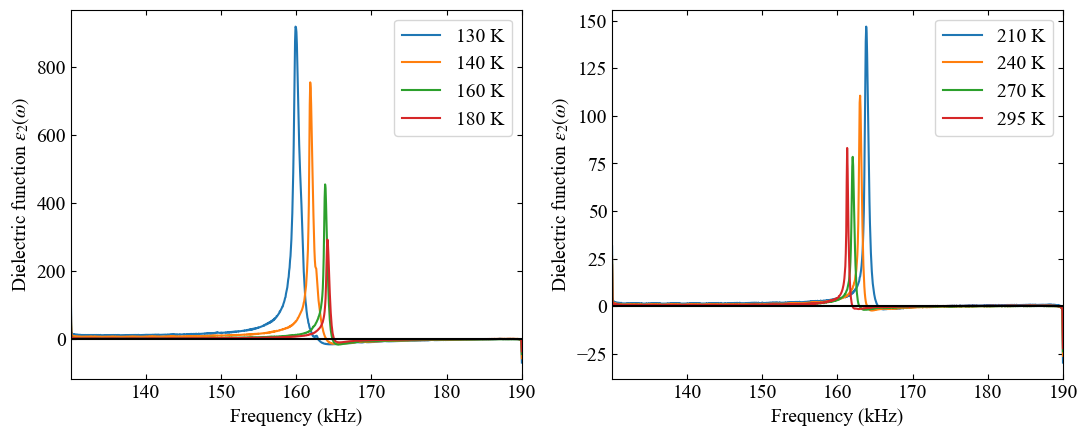 Dielectric function ε₂(ω)
800
600
400
200
0
140 150 160 170 180 190
Frequency (kHz)
130 K
140 K
160 K
180 K
Dielectric function ε₂(ω)
150
125
100
75
50
25
0
−25
140 150 160 170 180 190
Frequency (kHz)
210 K
240 K
270 K
295 K